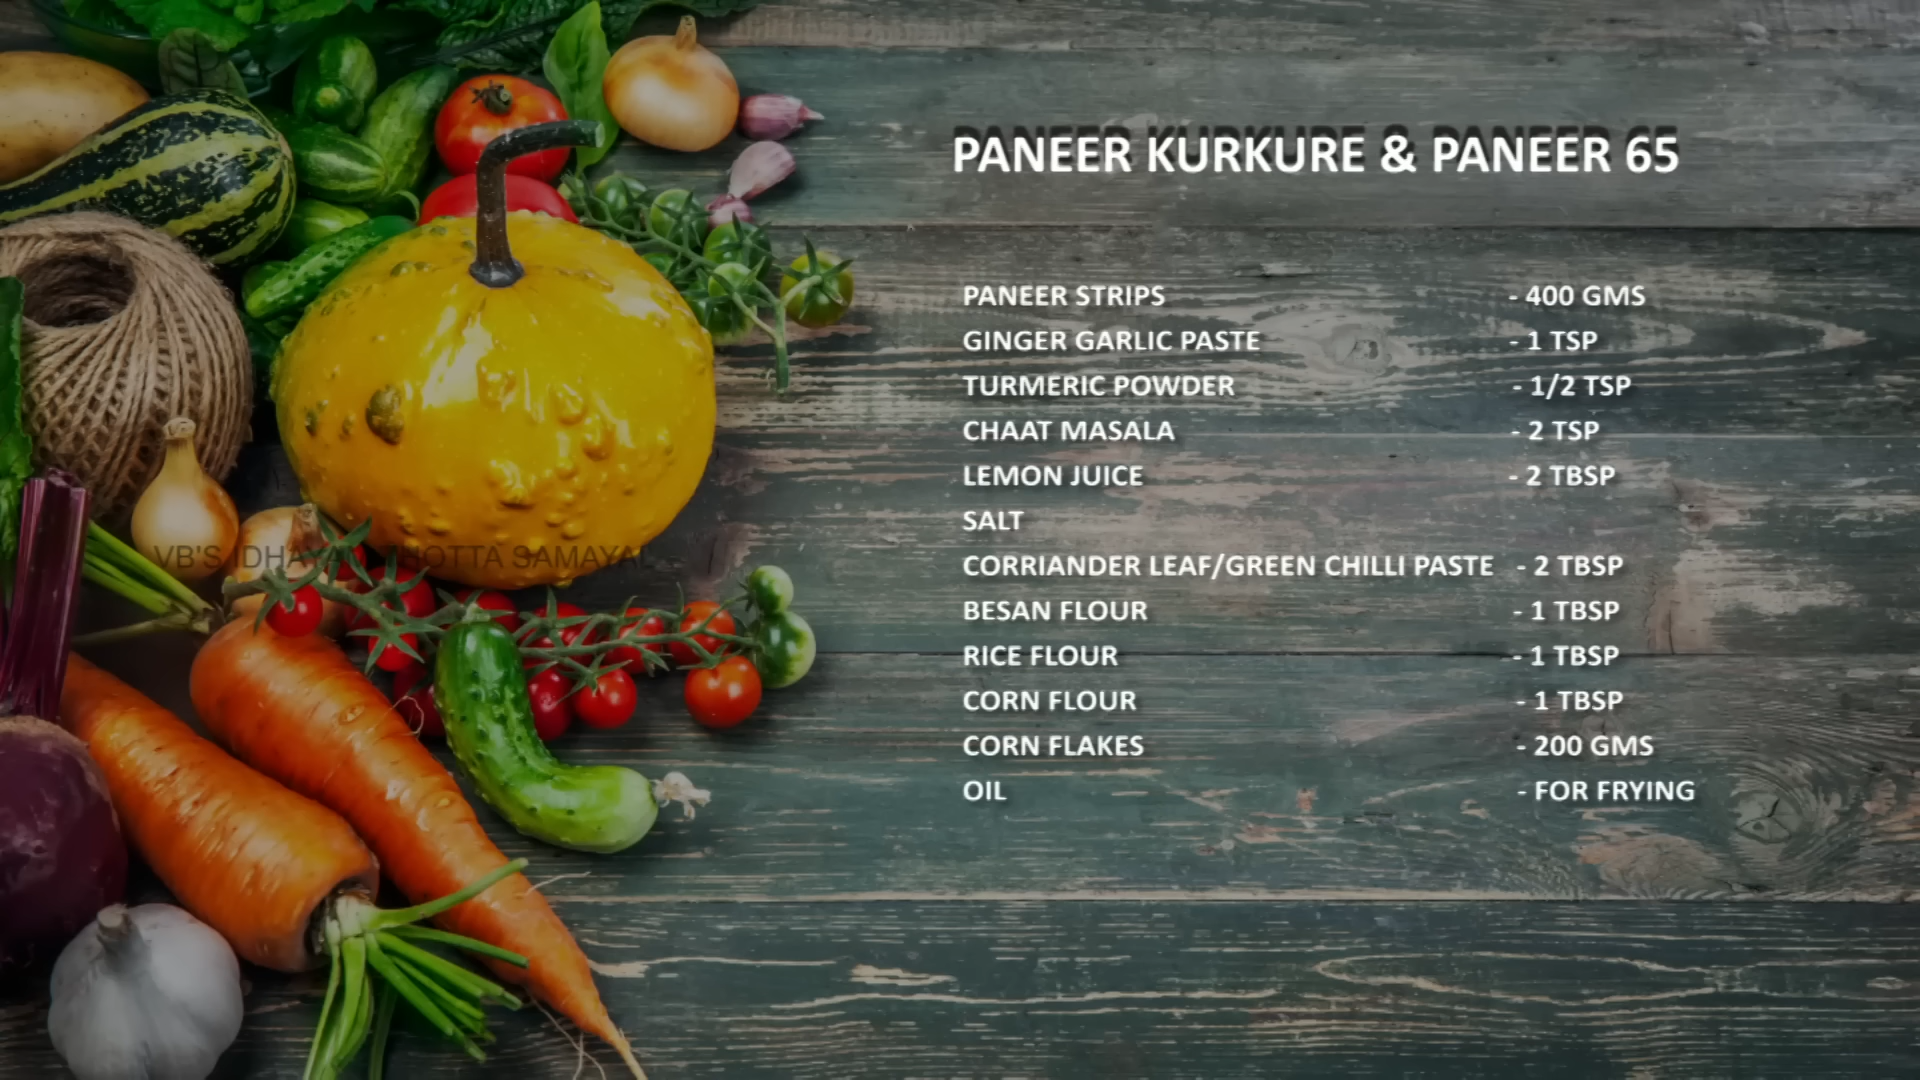 PANEER KURKURE & PANEER 65
PANEER STRIPS - 400 GMS
GINGER GARLIC PASTE - 1 TSP
TURMERIC POWDER - 1/2 TSP
CHAAT MASALA - 2 TSP
LEMON JUICE - 2 TBSP
SALT
CORRIANDER LEAF/GREEN CHILLI PASTE - 2 TBSP
BESAN FLOUR - 1 TBSP
RICE FLOUR - 1 TBSP
CORN FLOUR - 1 TBSP
CORN FLAKES - 200 GMS
OIL - FOR FRYING
VB'S SAMAYAL